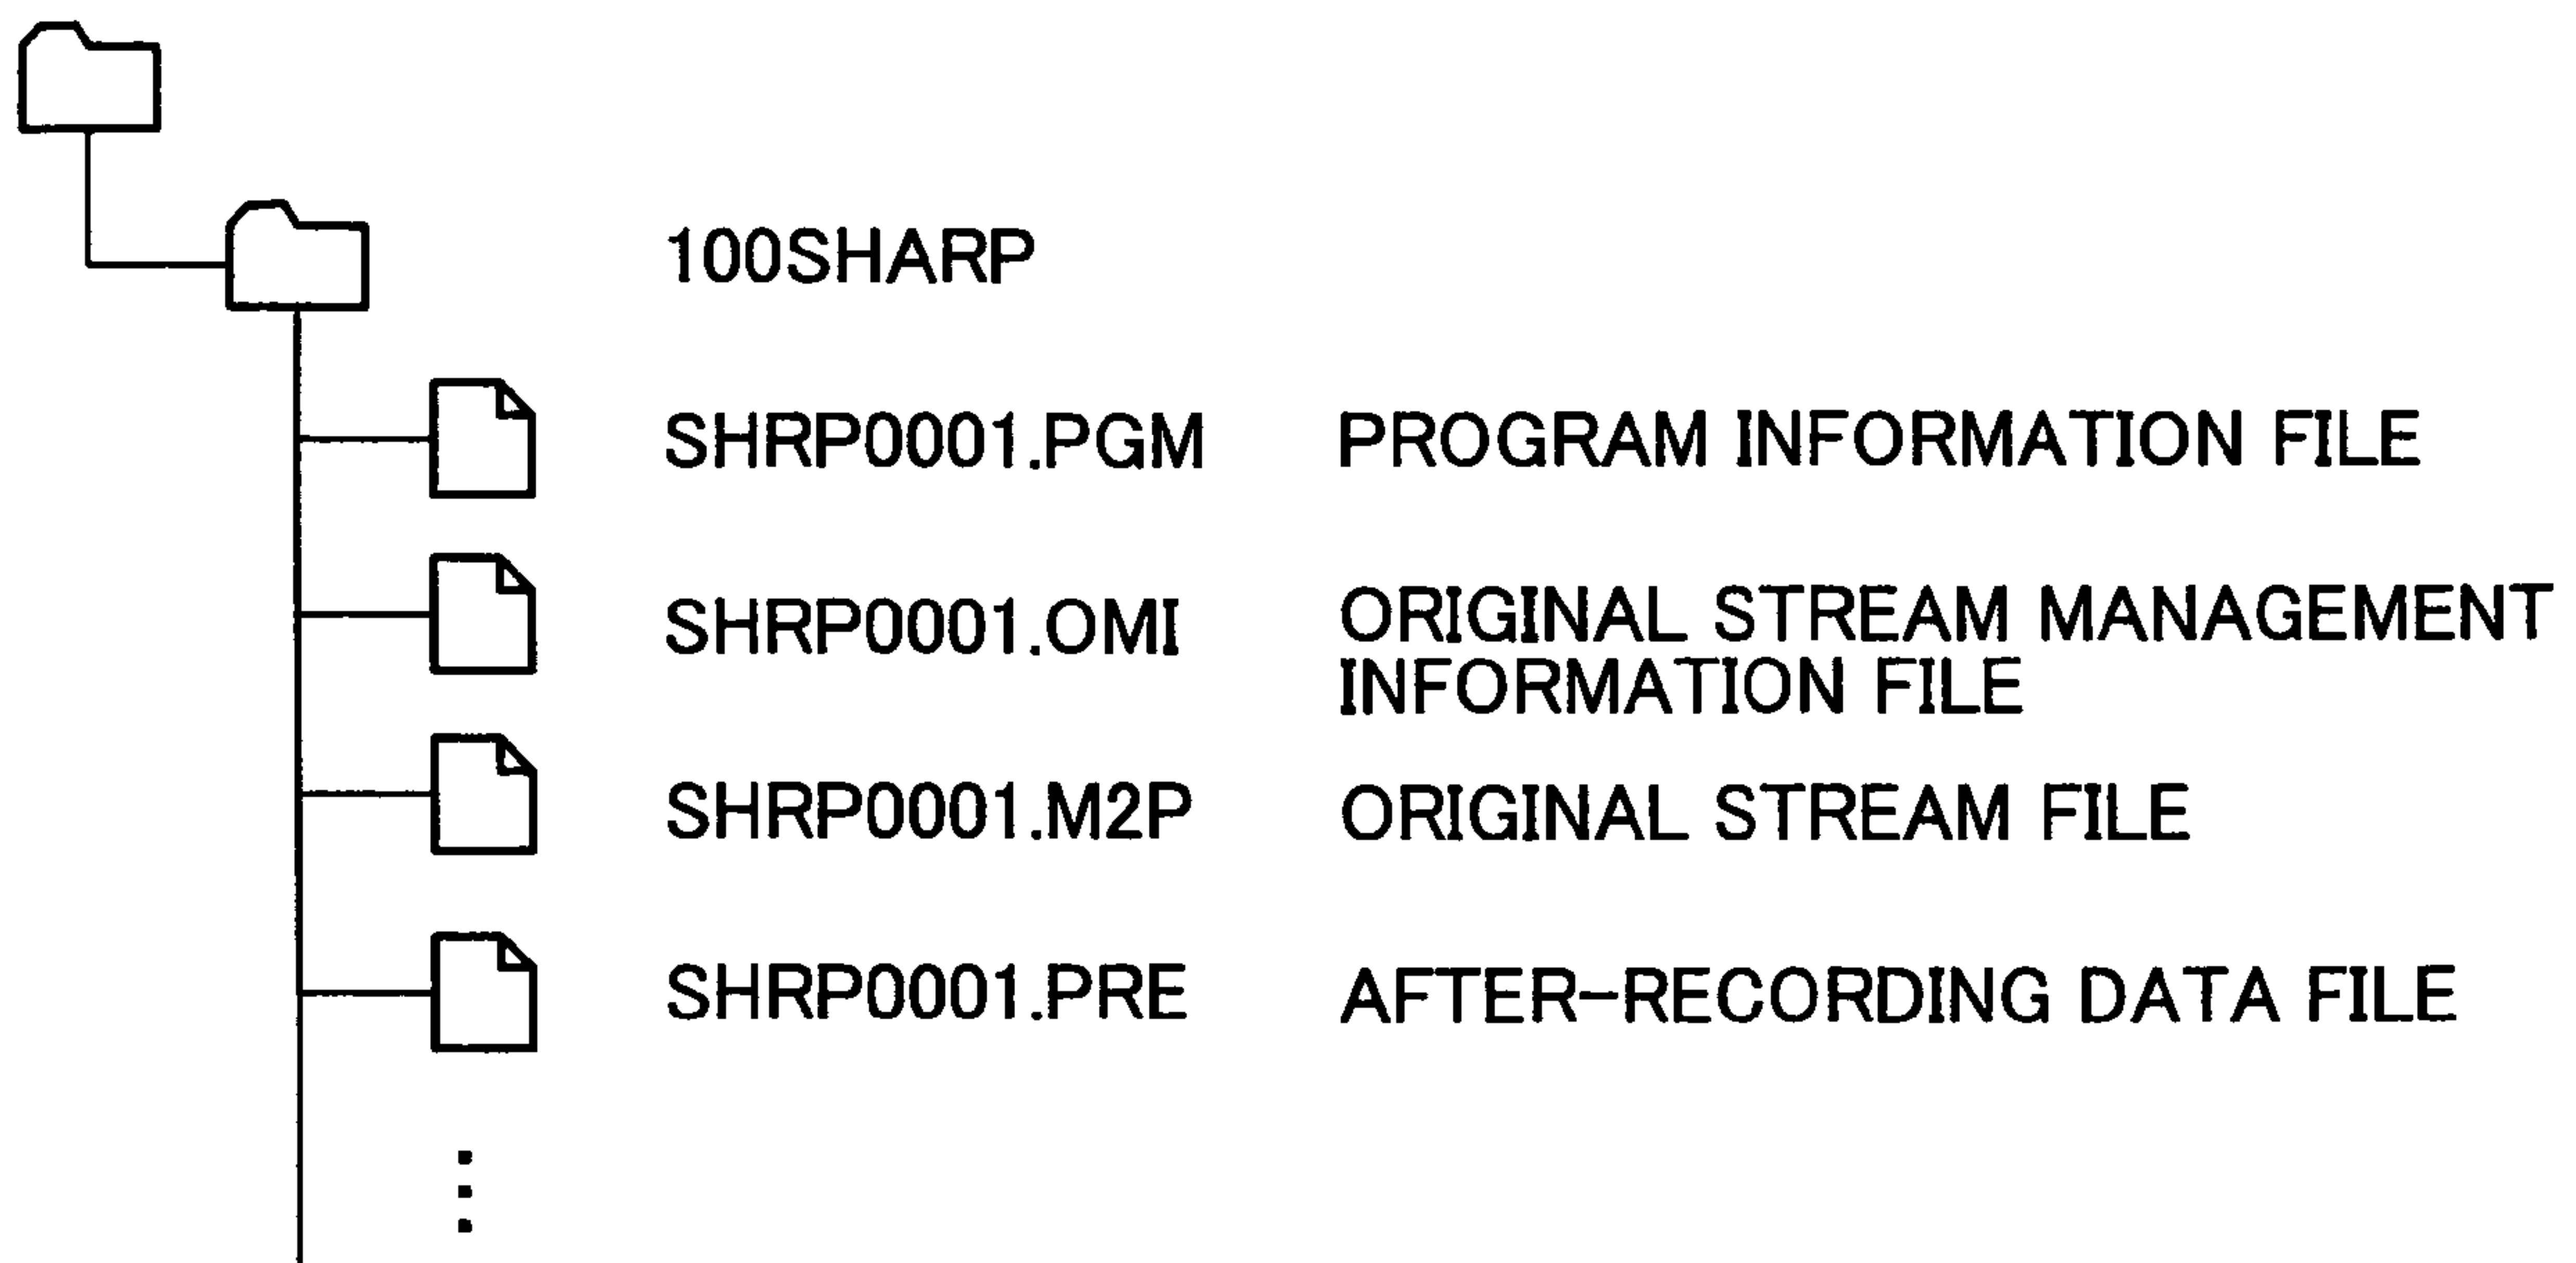 100SHARP
SHRP0001.PGM PROGRAM INFORMATION FILE
SHRP0001.OMI ORIGINAL STREAM MANAGEMENT
INFORMATION FILE
SHRP0001.M2P ORIGINAL STREAM FILE
SHRP0001.PRE AFTER-RECORDING DATA FILE